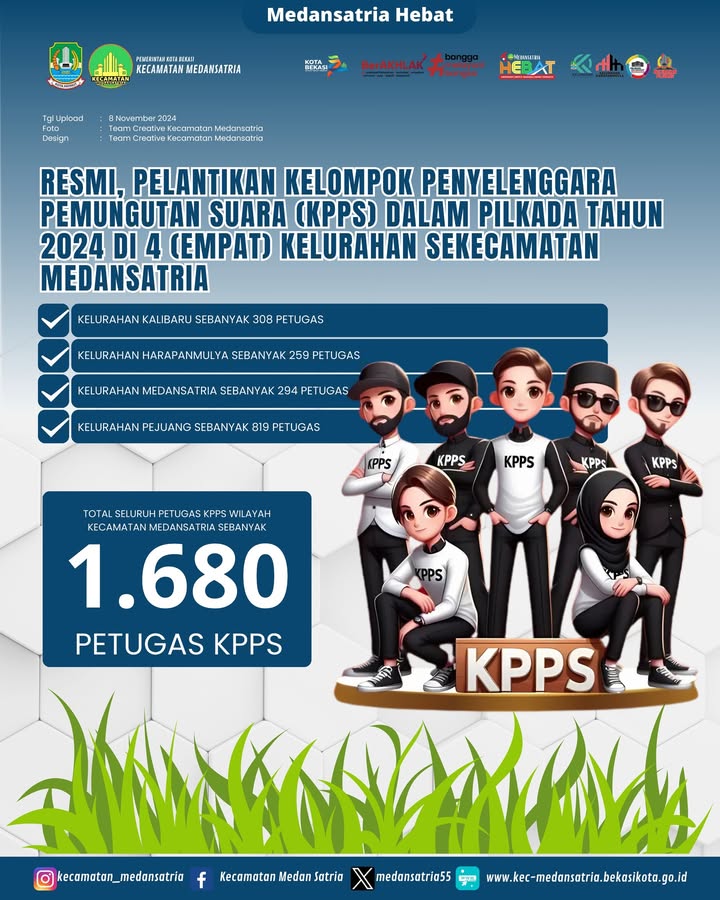 Medansatria Hebat
KECAMATAN
PEMERINTAH KOTA BEKASI
KECAMATAN MEDANSATRIA
KOTA
BEKASI
BerAKHLAK
bangga
MEDANSATRIA
HEBAT
Tgl Upload : 8 November 2024
Foto : Team Creative Kecamatan Medansatria
Design : Team Creative Kecamatan Medansatria
RESMI, PELANTIKAN KELOMPOK PENYELENGGARA
PEMUNGUTAN SUARA (KPPS) DALAM PILKADA TAHUN
2024 DI 4 (EMPAT) KELURAHAN SEKECAMATAN
MEDANSATRIA
KELURAHAN KALIBARU SEBANYAK 308 PETUGAS
KELURAHAN HARAPANMULYA SEBANYAK 259 PETUGAS
KELURAHAN MEDANSATRIA SEBANYAK 294 PETUGAS
KELURAHAN PEJUANG SEBANYAK 819 PETUGAS
KPPS
KPPS
KPPS
KPPS
KPPS
TOTAL SELURUH PETUGAS KPPS WILAYAH
KECAMATAN MEDANSATRIA SEBANYAK
1.680
PETUGAS KPPS
KPPS
KPPS
KPPS
kecamatan_medansatria
Kecamatan Medan Satria
medansatria55
www.kec-medansatria.bekasikota.go.id